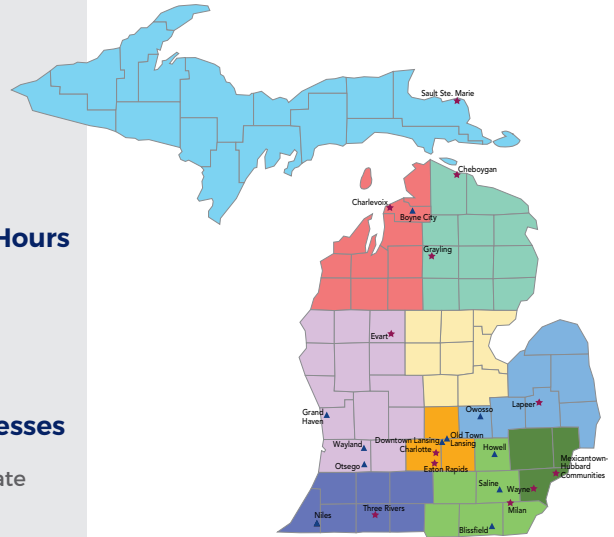 Hours
esses
ate
Sault Ste. Marie
Cheboygan
Charlevoix
Boyne City
Grayling
Evart
Grand
Haven
Owosso
Lapeer
Wayland
Downtown Lansing
Old Town
Lansing
Charlotte
Howell
Otsego
Eaton Rapids
Mexicantown-
Hubbard
Communities
Saline
Wayne
Niles
Three Rivers
Milan
Blissfield